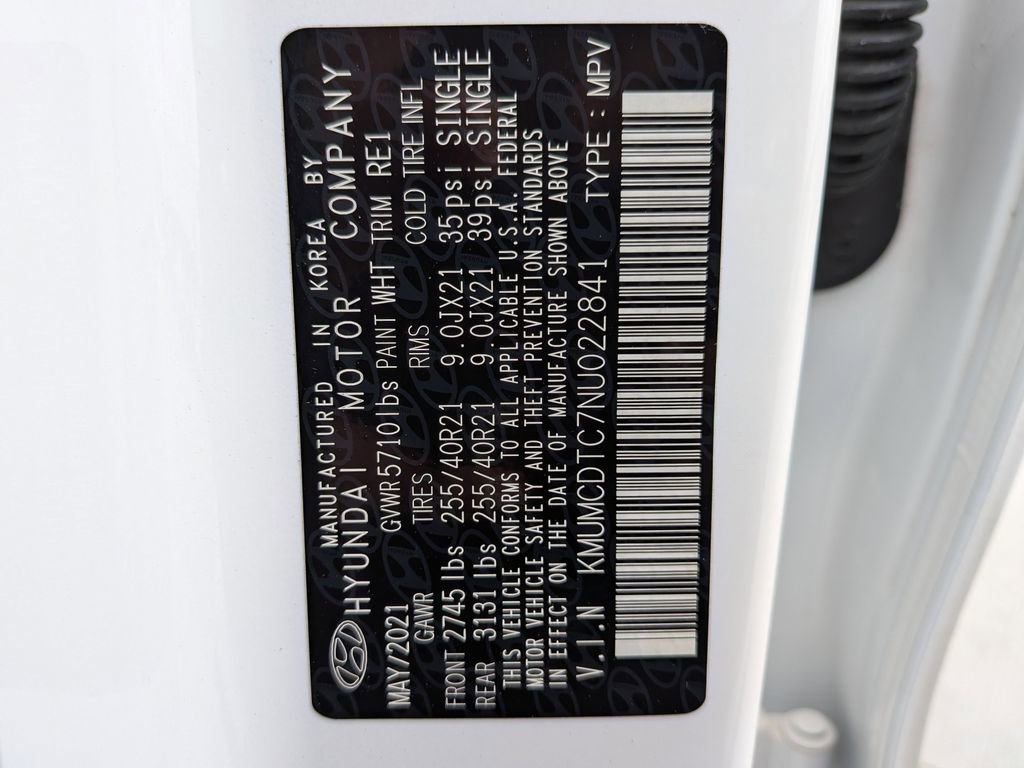 MANUFACTURED IN KOREA BY
HYUNDAI MOTOR COMPANY
MAY/2021 GVWR5710lbs PAINT WHT TRIM RE1
GAWR TIRES RIMS COLD TIRE INFL
FRONT 2745lbs 255/40R21 9.0JX21 35psi SINGLE
REAR 3131lbs 255/40R21 9.0JX21 39psi SINGLE
THIS VEHICLE CONFORMS TO ALL APPLICABLE U.S.A. FEDERAL
MOTOR VEHICLE SAFETY AND THEFT PREVENTION STANDARDS
IN EFFECT ON THE DATE OF MANUFACTURE SHOWN ABOVE
V.I.N KMUMCDTC7NU022841 TYPE : MPV